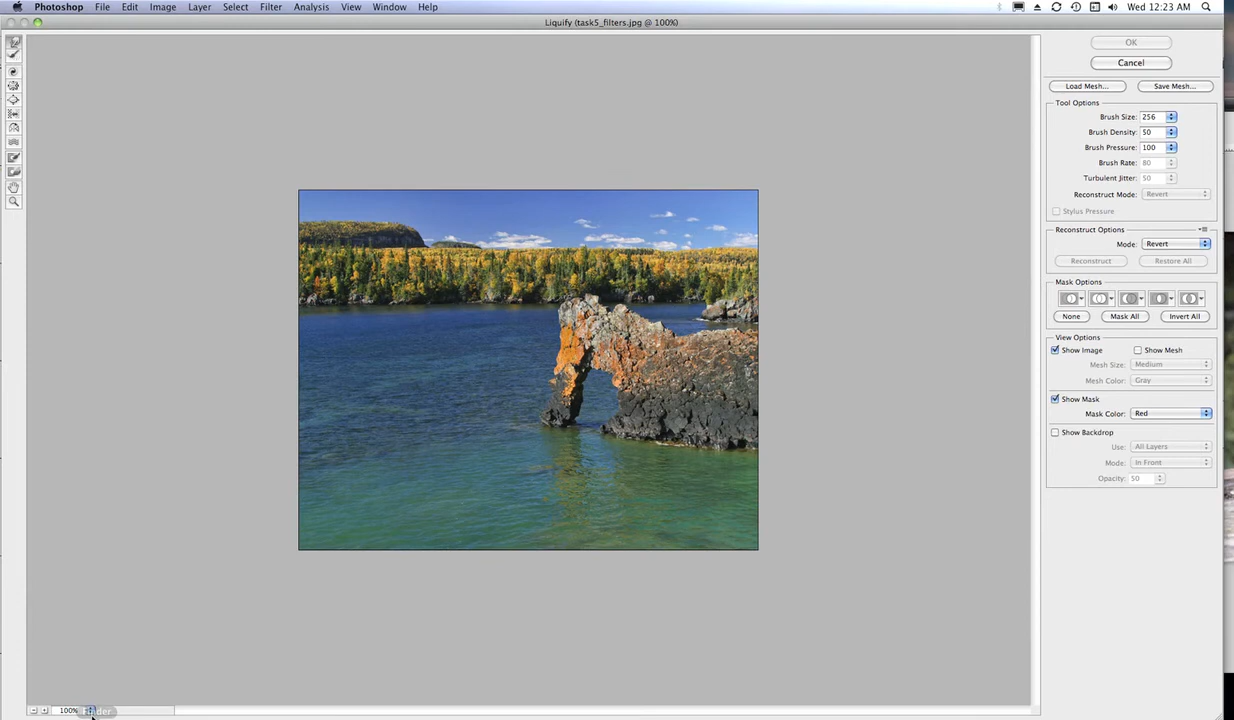 Photoshop File Edit Image Layer Select Filter Analysis View Window Help Wed 12:23 AM
Liquify (task5_filters.jpg @ 100%)
OK
Cancel
Load Mesh... Save Mesh...
Tool Options
Brush Size: 256
Brush Density: 50
Brush Pressure: 100
Brush Rate: 80
Turbulent Jitter: 50
Reconstruct Mode: Revert
Stylus Pressure
Reconstruct Options
Mode: Revert
Reconstruct Restore All
Mask Options
None Mask All Invert All
View Options
Show Image Show Mesh
Mesh Size: Medium
Mesh Color: Gray
Show Mask
Mask Color: Red
Show Backdrop
Use: All Layers
Mode: In Front
Opacity: 50
100% Finder